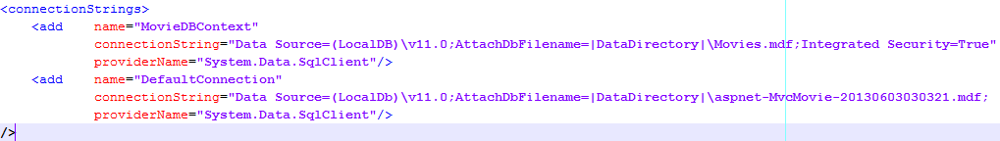 <connectionStrings>
<add name="MovieDBContext"
connectionString="Data Source=(LocalDB)\v11.0;AttachDbFilename=|DataDirectory|\Movies.mdf;Integrated Security=True"
providerName="System.Data.SqlClient"/>
<add name="DefaultConnection"
connectionString="Data Source=(LocalDb)\v11.0;AttachDbFilename=|DataDirectory|\aspnet-MvcMovie-20130603030321.mdf;
providerName="System.Data.SqlClient"/>
/>